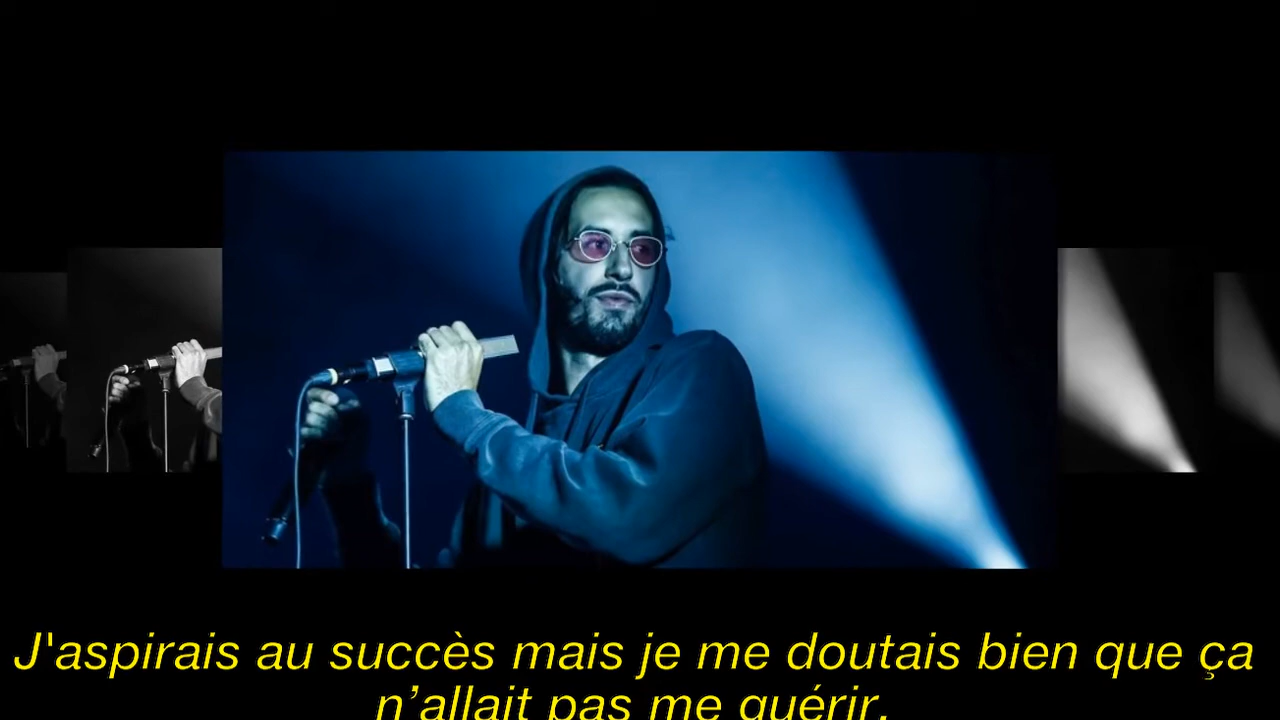 J'aspirais au succès mais je me doutais bien que ça
n’allait pas me guérir.